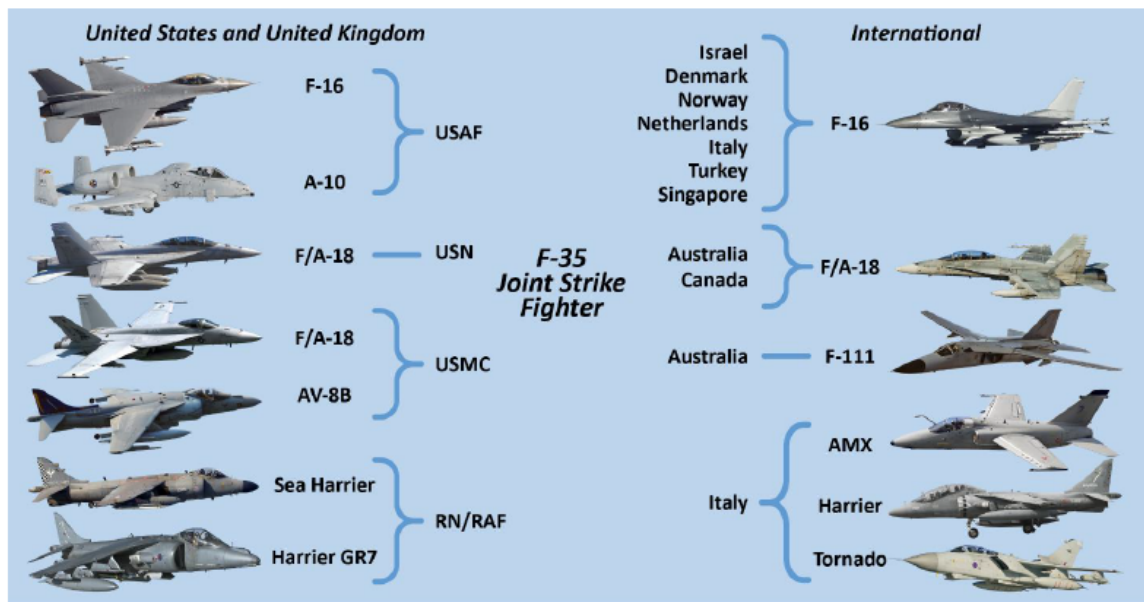 United States and United Kingdom
F-16
USAF
A-10
F/A-18
USN
F/A-18
USMC
AV-8B
Sea Harrier
RN/RAF
Harrier GR7
F-35
Joint Strike
Fighter
International
Israel
Denmark
Norway
Netherlands
Italy
Turkey
Singapore
F-16
Australia
Canada
F/A-18
Australia
F-111
Italy
AMX
Harrier
Tornado